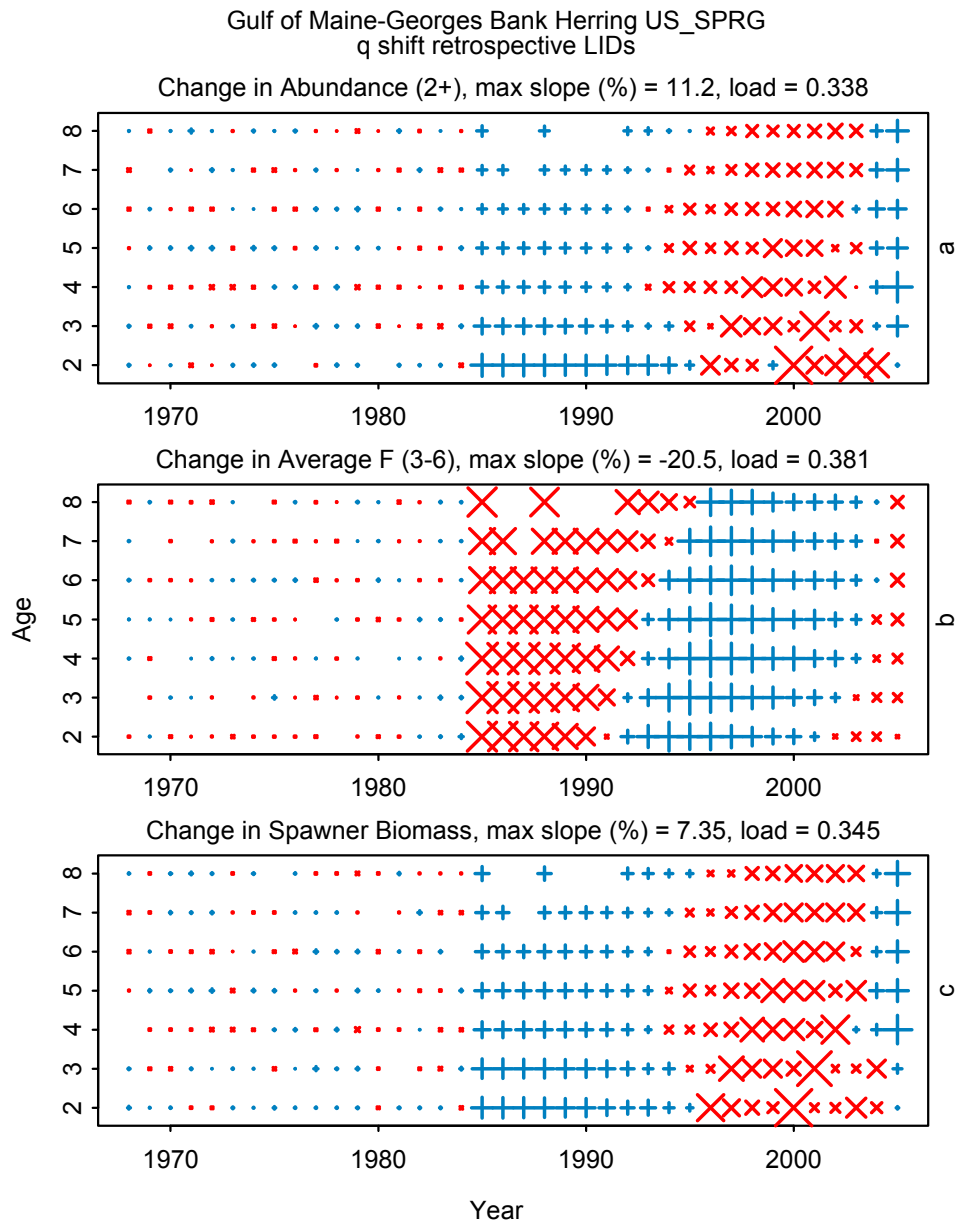 Gulf of Maine-Georges Bank Herring US_SPRG
q shift retrospective LIDs
Change in Abundance (2+), max slope (%) = 11.2, load = 0.338
8
7
6
5
4
3
2
a
1970 1980 1990 2000
Change in Average F (3-6), max slope (%) = -20.5, load = 0.381
8
7
6
5
4
3
2
Age
b
1970 1980 1990 2000
Change in Spawner Biomass, max slope (%) = 7.35, load = 0.345
8
7
6
5
4
3
2
c
1970 1980 1990 2000
Year